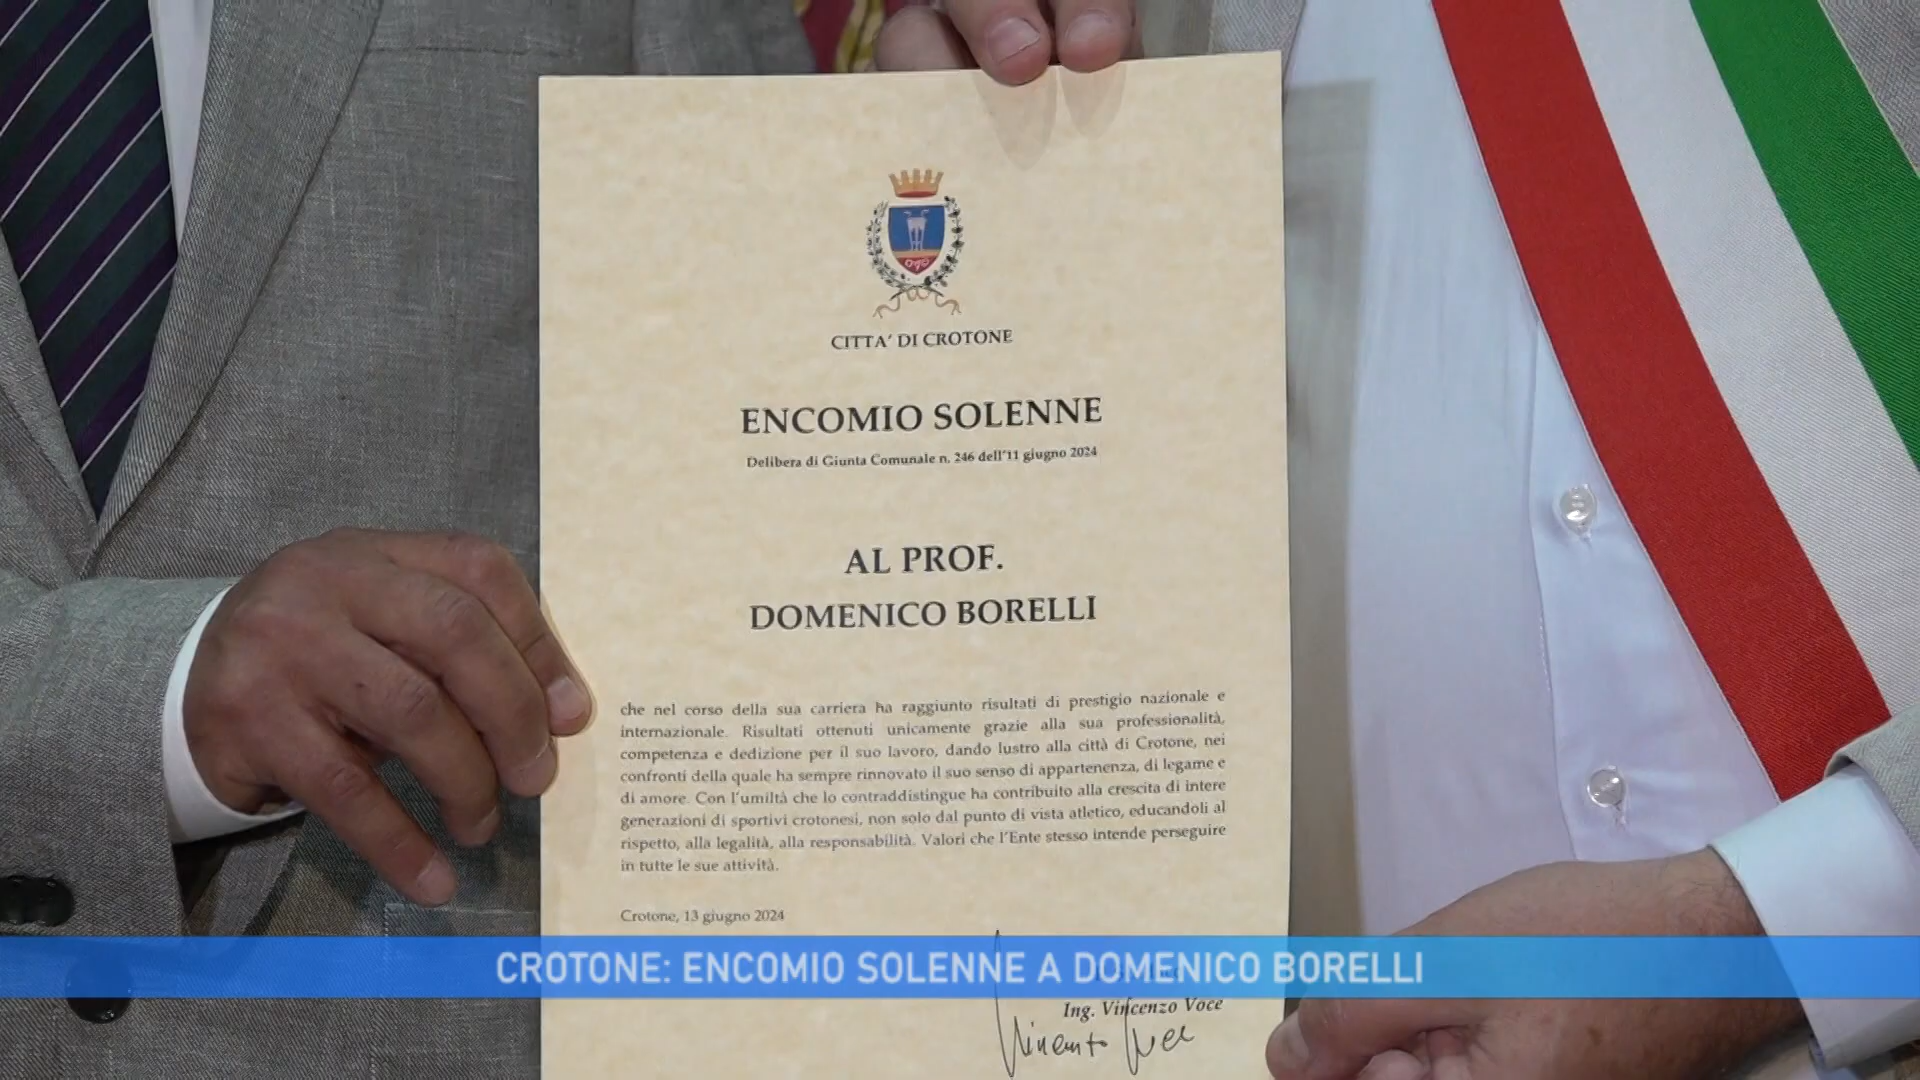 CITTA' DI CROTONE
ENCOMIO SOLENNE
Delibera di Giunta Comunale n. 246 dell'11 giugno 2024
AL PROF.
DOMENICO BORELLI
che nel corso della sua carriera ha raggiunto risultati di prestigio nazionale e
internazionale. Risultati ottenuti unicamente grazie alla sua professionalità,
competenza e dedizione per il suo lavoro, dando lustro alla città di Crotone, nei
confronti della quale ha sempre rinnovato il suo senso di appartenenza, di legame e
di amore. Con l'umiltà che lo contraddistingue ha contribuito alla crescita di intere
generazioni di sportivi crotonesi, non solo dal punto di vista atletico, educandoli al
rispetto, alla legalità, alla responsabilità. Valori che l'Ente stesso intende perseguire
in tutte le sue attività.
Crotone, 13 giugno 2024
CROTONE: ENCOMIO SOLENNE A DOMENICO BORELLI
Ing. Vincenzo Voce
Vincenzo Voce